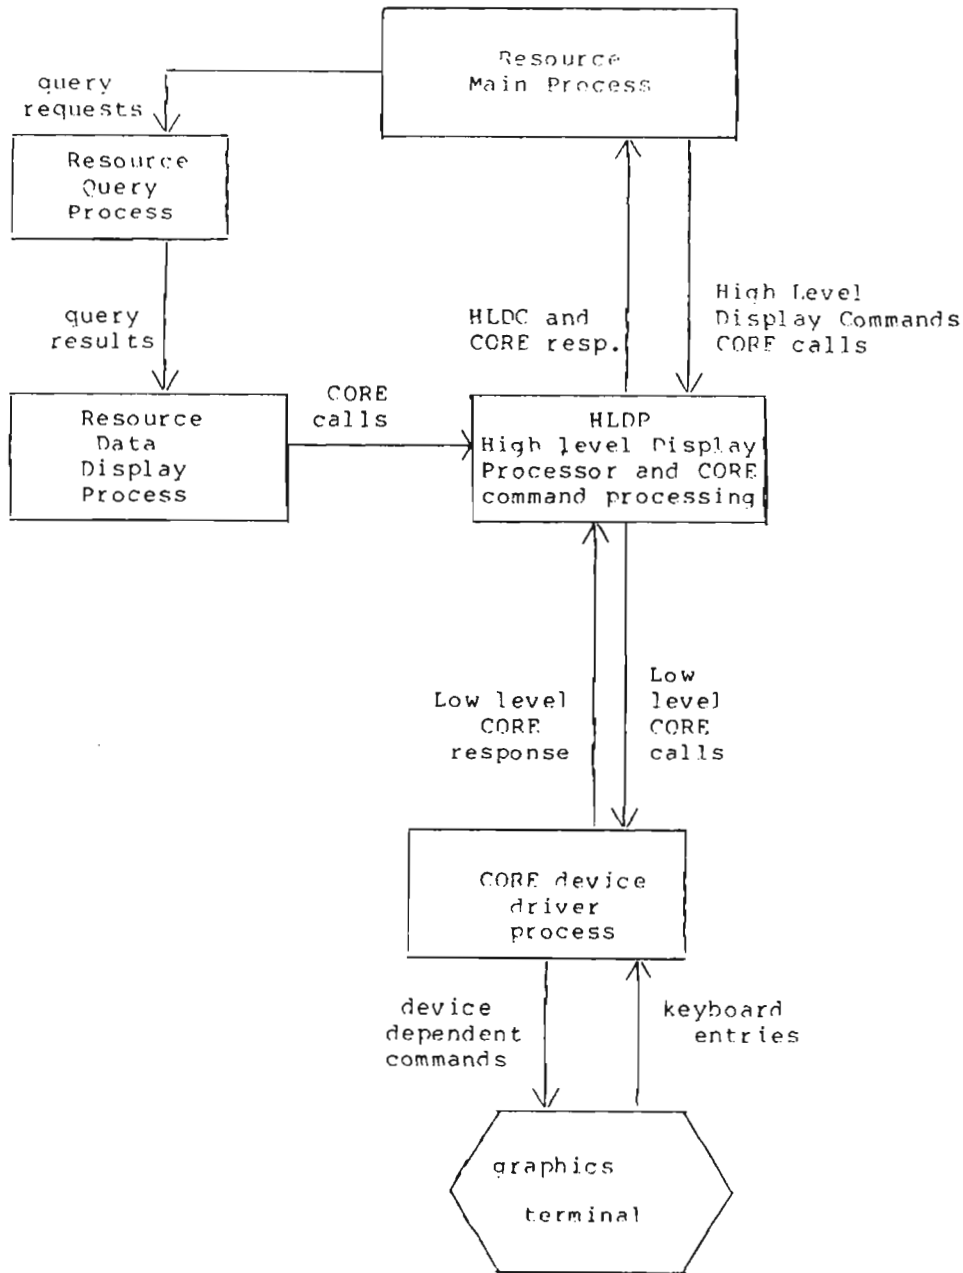 Resource
Main Process
query
requests
Resource
Query
Process
query
results
HLDC and
CORE resp.
High Level
Display Commands
CORE calls
Resource
Data
Display
Process
CORE
calls
HLDP
High level Display
Processor and CORE
command processing
Low level
CORE
response
Low
level
CORE
calls
CORE device
driver
process
device
dependent
commands
keyboard
entries
graphics
terminal